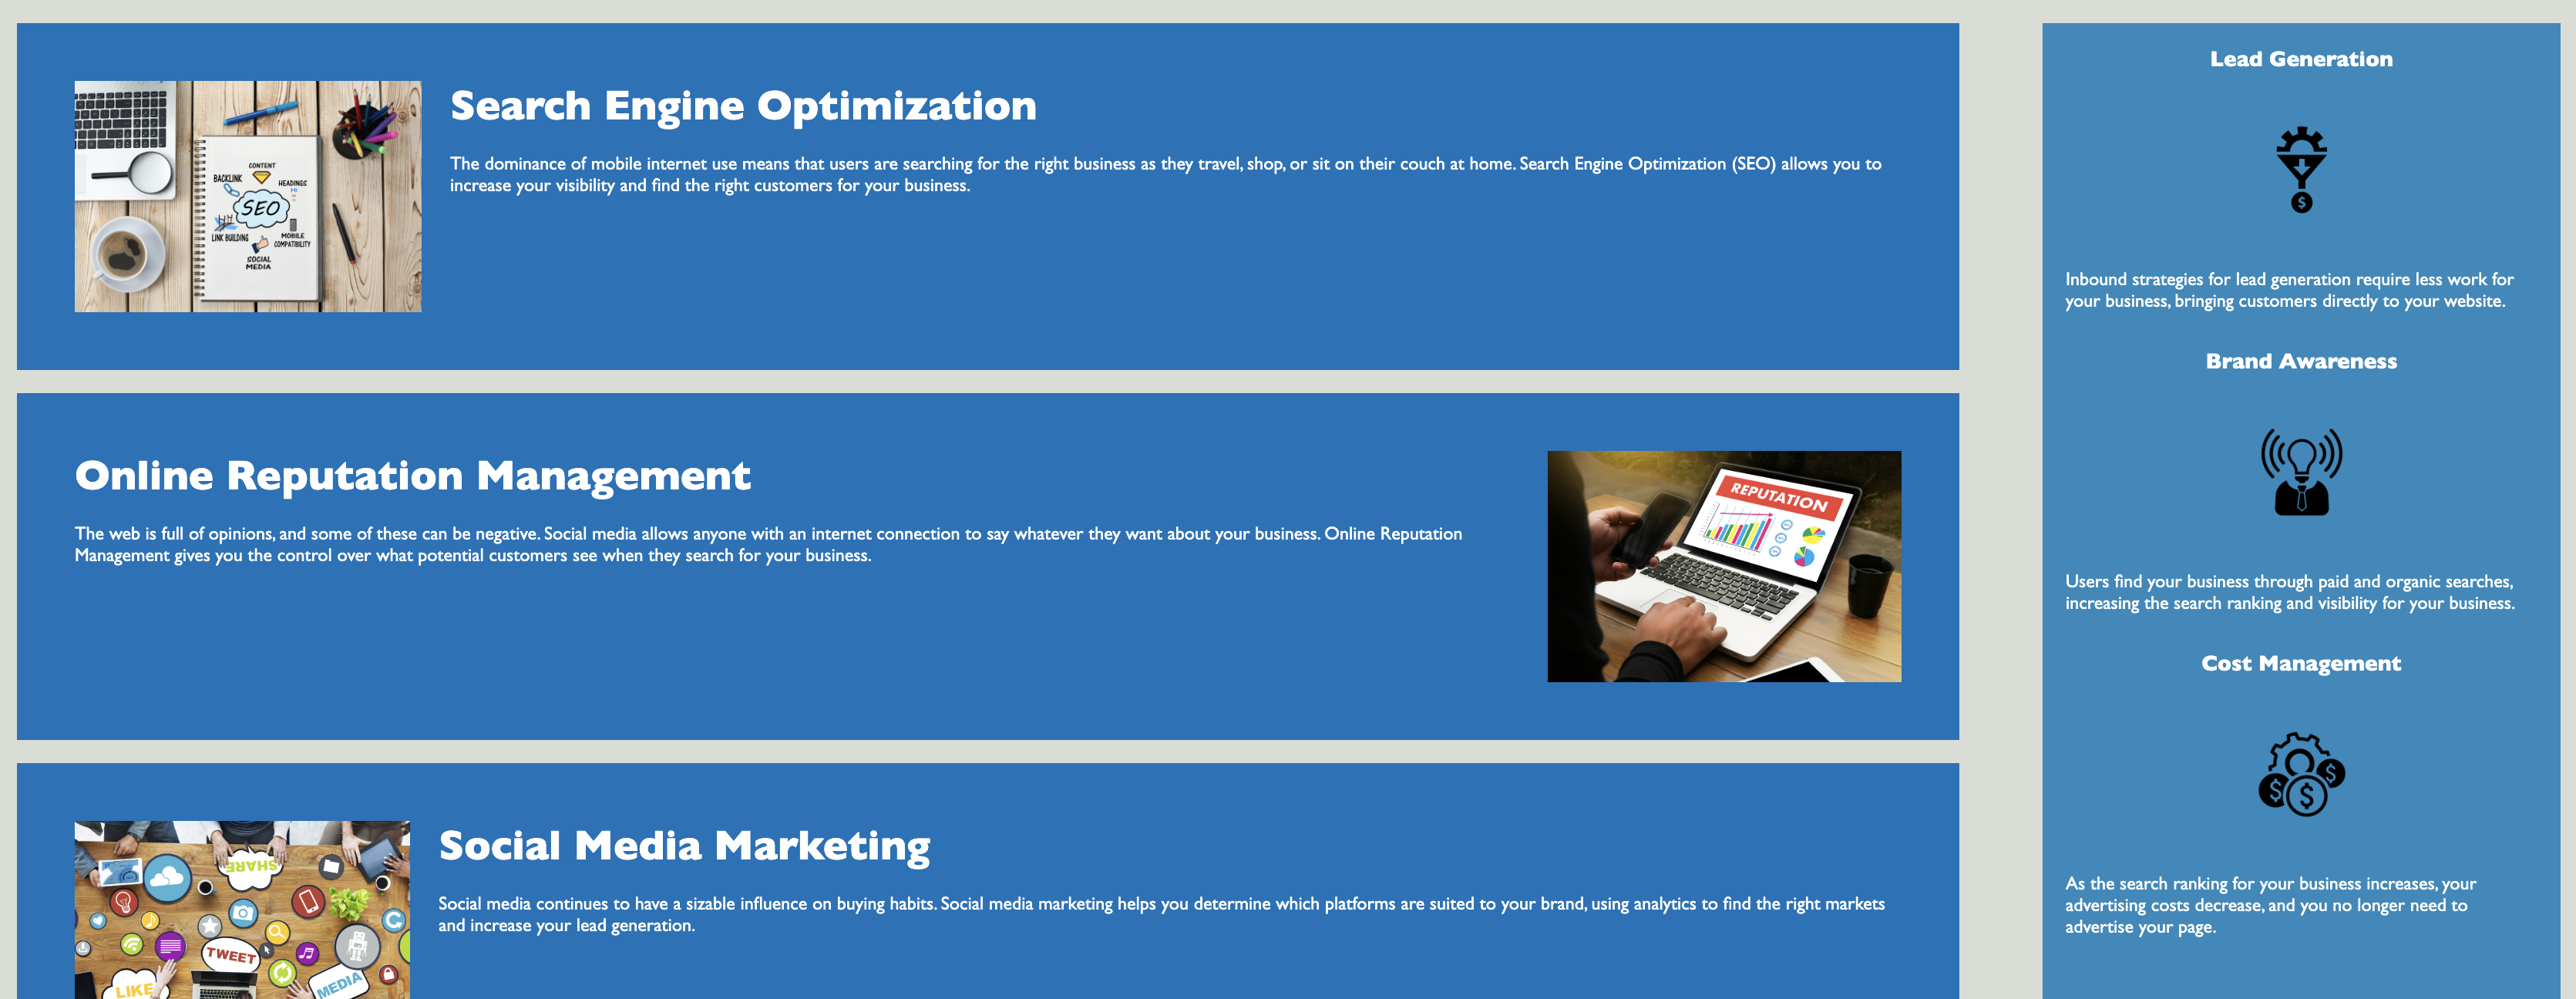 Search Engine Optimization
The dominance of mobile internet use means that users are searching for the right business as they travel, shop, or sit on their couch at home. Search Engine Optimization (SEO) allows you to
increase your visibility and find the right customers for your business.
CONTENT
BACKLINK
HEADINGS
SEO
LINK BUILDING
MOBILE
COMPATIBILITY
SOCIAL
MEDIA
Online Reputation Management
The web is full of opinions, and some of these can be negative. Social media allows anyone with an internet connection to say whatever they want about your business. Online Reputation
Management gives you the control over what potential customers see when they search for your business.
REPUTATION
Social Media Marketing
Social media continues to have a sizable influence on buying habits. Social media marketing helps you determine which platforms are suited to your brand, using analytics to find the right markets
and increase your lead generation.
SHARE
TWEET
LIKE
MEDIA
Lead Generation
$
Inbound strategies for lead generation require less work for
your business, bringing customers directly to your website.
Brand Awareness
Users find your business through paid and organic searches,
increasing the search ranking and visibility for your business.
Cost Management
$ $ $
As the search ranking for your business increases, your
advertising costs decrease, and you no longer need to
advertise your page.